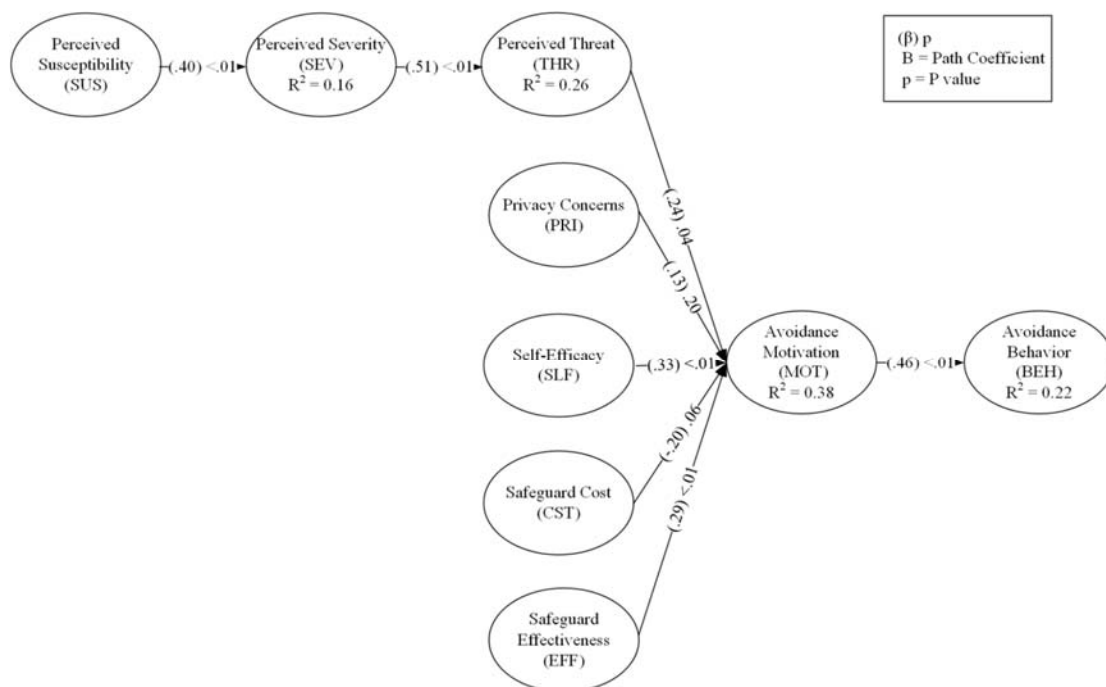 Perceived
Susceptibility
(SUS)
(.40) <.01
Perceived Severity
(SEV)
R² = 0.16
(.51) <.01
Perceived Threat
(THR)
R² = 0.26
(β) p
B = Path Coefficient
p = P value
(.24) .04
Privacy Concerns
(PRI)
(.13) .20
Self-Efficacy
(SLF)
(.33) <.01
Avoidance
Motivation
(MOT)
R² = 0.38
(.46) <.01
Avoidance
Behavior
(BEH)
R² = 0.22
Safeguard Cost
(CST)
(-.20) .06
(.29) <.01
Safeguard
Effectiveness
(EFF)